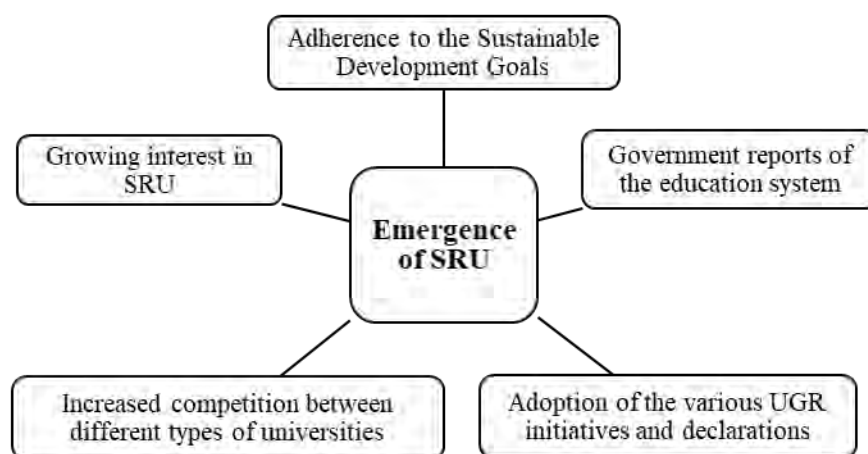 Adherence to the Sustainable
Development Goals
Growing interest in
SRU
Government reports of
the education system
Emergence
of SRU
Increased competition between
different types of universities
Adoption of the various UGR
initiatives and declarations